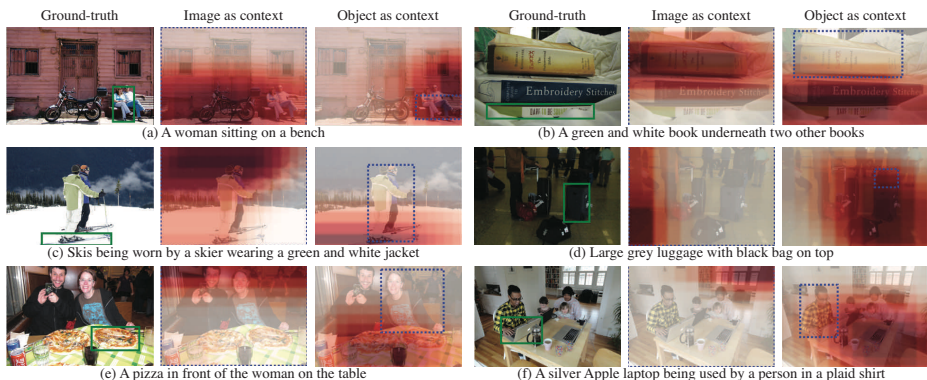 Ground-truth Image as context Object as context Ground-truth Image as context Object as context
Embroidery Stitches Embroidery Stitches
(a) A woman sitting on a bench
(b) A green and white book underneath two other books
(c) Skis being worn by a skier wearing a green and white jacket
(d) Large grey luggage with black bag on top
(e) A pizza in front of the woman on the table
(f) A silver Apple laptop being used by a person in a plaid shirt